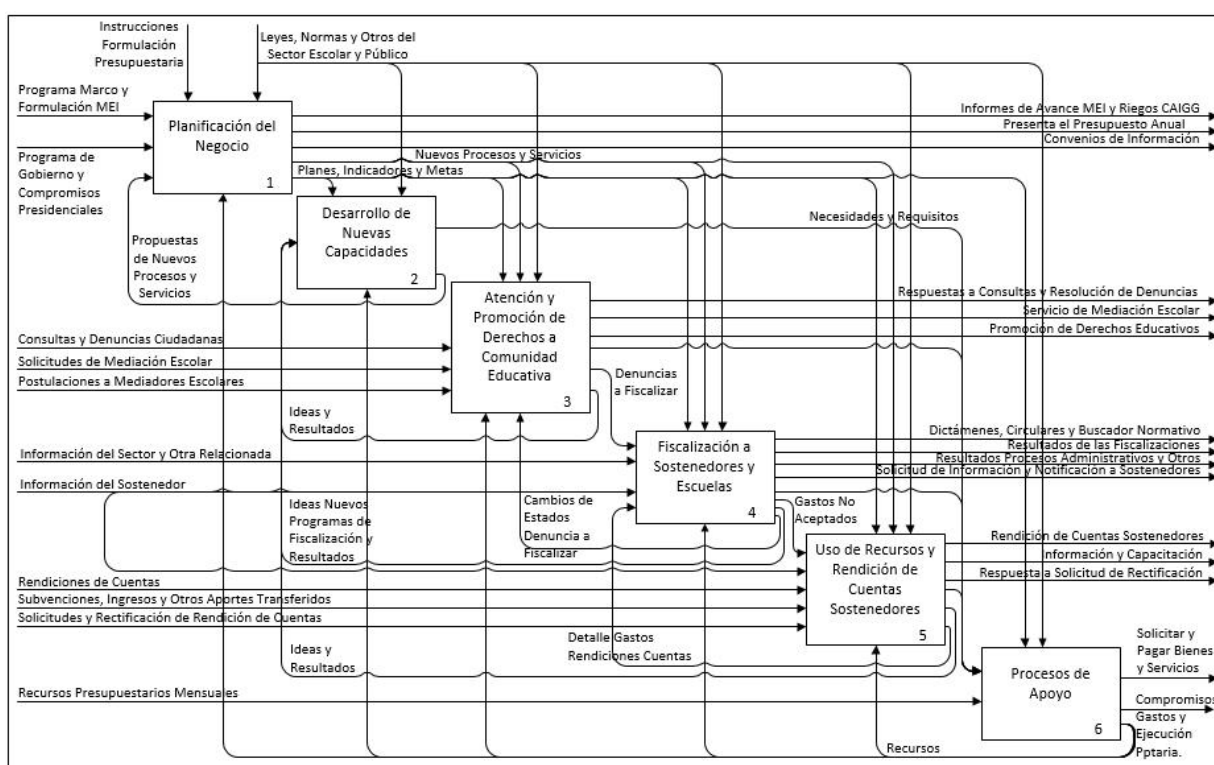 Instrucciones
Formulación
Presupuestaria
Leyes, Normas y Otros del
Sector Escolar y Público
Programa Marco y
Formulación MEI
Planificación del
Negocio
1
Informes de Avance MEI y Riegos CAIGG
Presenta el Presupuesto Anual
Convenios de Información
Programa de
Gobierno y
Compromisos
Presidenciales
Nuevos Procesos y Servicios
Planes, Indicadores y Metas
Desarrollo de
Nuevas
Capacidades
2
Necesidades y Requisitos
Propuestas
de Nuevos
Procesos y
Servicios
Atención y
Promoción de
Derechos a
Comunidad
Educativa
3
Respuestas a Consultas y Resolución de Denuncias
Servicio de Mediación Escolar
Promoción de Derechos Educativos
Consultas y Denuncias Ciudadanas
Solicitudes de Mediación Escolar
Postulaciones a Mediadores Escolares
Denuncias
a Fiscalizar
Ideas y
Resultados
Fiscalización a
Sostenedores y
Escuelas
4
Dictámenes, Circulares y Buscador Normativo
Resultados de las Fiscalizaciones
Resultados Procesos Administrativos y Otros
Solicitud de Información y Notificación a Sostenedores
Información del Sector y Otra Relacionada
Información del Sostenedor
Ideas Nuevos
Programas de
Fiscalización y
Resultados
Cambios de
Estados
Denuncia a
Fiscalizar
Gastos No
Aceptados
Uso de Recursos y
Rendición de
Cuentas
Sostenedores
5
Rendición de Cuentas Sostenedores
Información y Capacitación
Respuesta a Solicitud de Rectificación
Rendiciones de Cuentas
Subvenciones, Ingresos y Otros Aportes Transferidos
Solicitudes y Rectificación de Rendición de Cuentas
Ideas y
Resultados
Detalle Gastos
Rendiciones Cuentas
Recursos Presupuestarios Mensuales
Procesos de
Apoyo
6
Solicitar y
Pagar Bienes
y Servicios
Compromisos
Gastos y
Ejecución
Pptaria.
Recursos